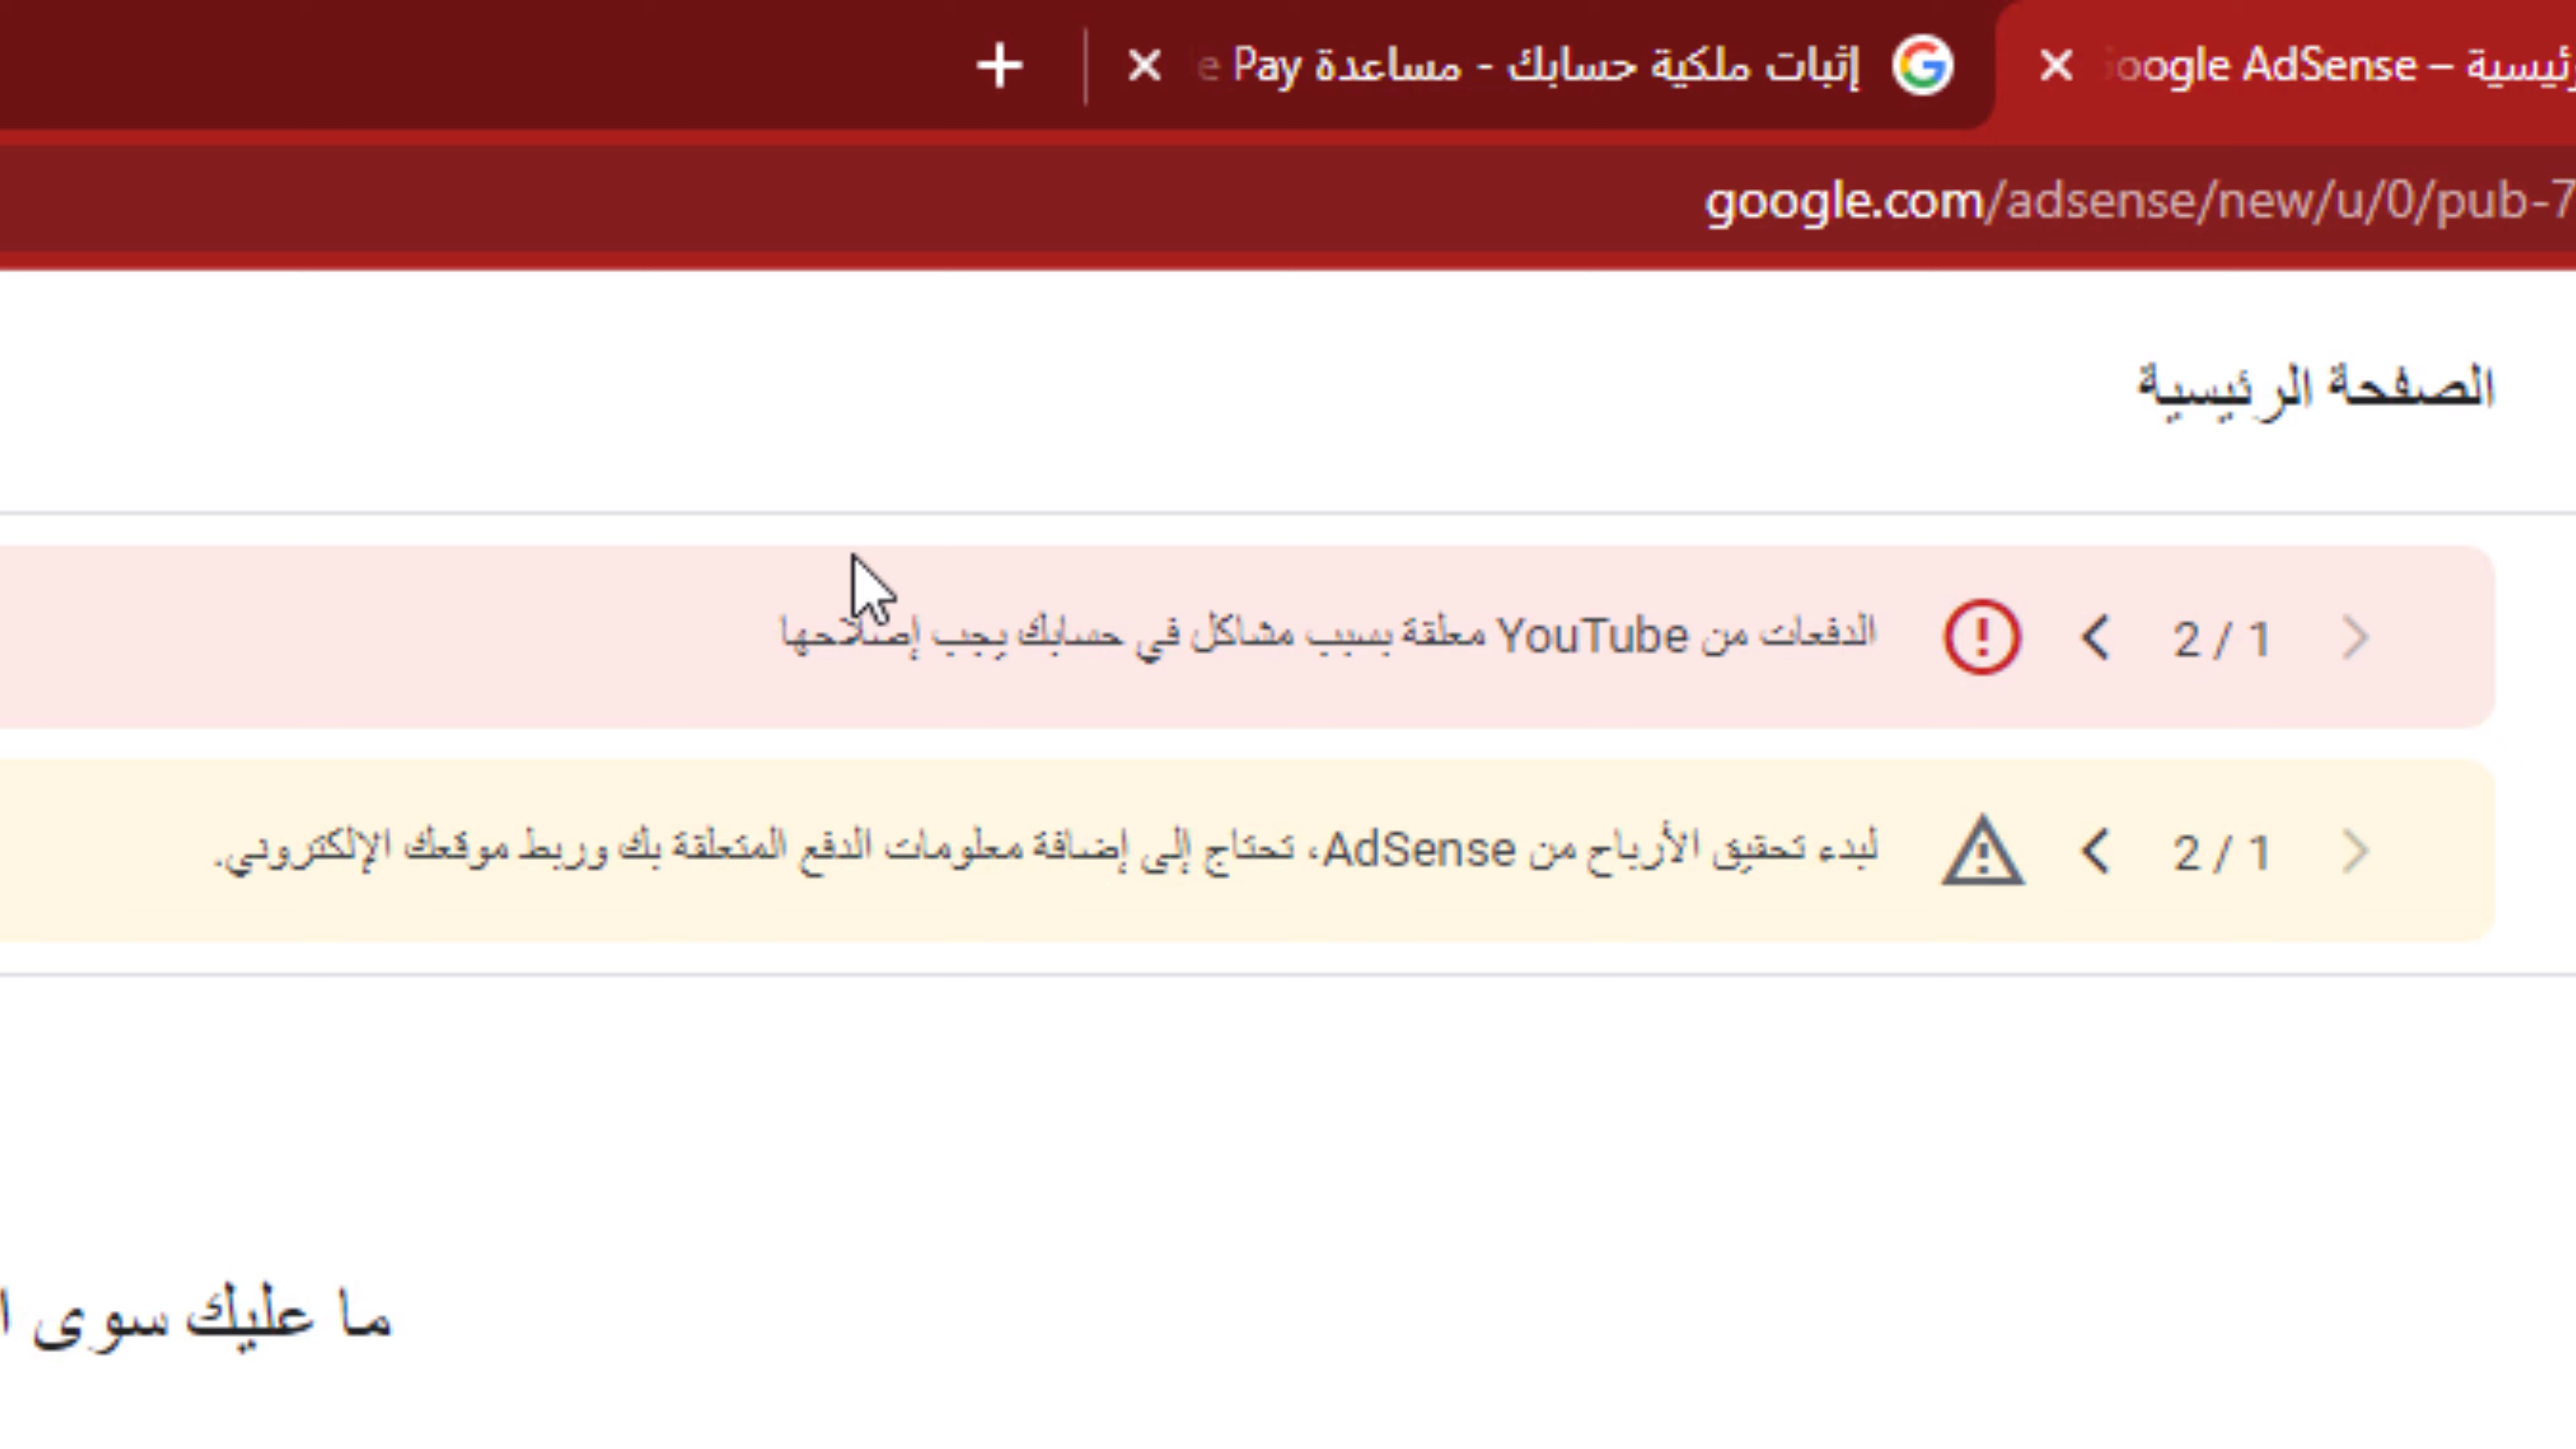 ئيسية – oogle AdSense
إثبات ملكية حسابك - مساعدة Pay
google.com/adsense/new/u/0/pub-7
الصفحة الرئيسية
2 / 1
الدفعات من YouTube معلقة بسبب مشاكل في حسابك يجب إصلاحها
2 / 1
لبدء تحقيق الأرباح من AdSense، تحتاج إلى إضافة معلومات الدفع المتعلقة بك وربط موقعك الإلكتروني.
ما عليك سوى ا